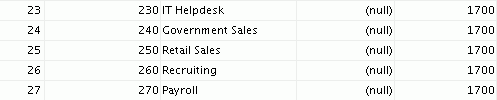 23 230 IT Helpdesk (null) 1700
24 240 Government Sales (null) 1700
25 250 Retail Sales (null) 1700
26 260 Recruiting (null) 1700
27 270 Payroll (null) 1700